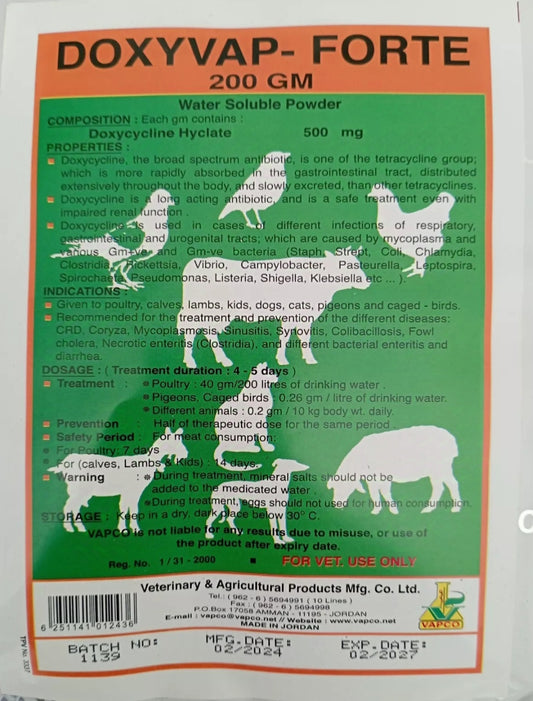 DOXYVAP- FORTE
200 GM
Water Soluble Powder
COMPOSITION : Each gm contains :
Doxycycline Hyclate 500 mg
PROPERTIES :
Doxycycline, the broad spectrum antibiotic, is one of the tetracycline group;
which is more rapidly absorbed in the gastrointestinal tract, distributed
extensively throughout the body, and slowly excreted, than other tetracyclines.
Doxycycline is long acting antibiotic, and is a safe treatment even with
impaired renal function .
Doxycycline is used in cases of different infections of respiratory,
gastrointestinal and urogenital tracts; which are caused by mycoplasma and
various Gm+ve and Gm-ve bacteria (Staph, Strept, Coli, Chlamydia,
Clostridia, Rickettsia, Vibrio, Campylobacter, Pasteurella, Leptospira,
Spirochaet, Pseudomonas, Listeria, Shigella, Klebsiella etc ... ).
INDICATIONS :
Given to poultry, calves, lambs, kids, dogs, cats, pigeons and caged - birds.
Recommended for the treatment and prevention of the different diseases:
CRD, Coryza, Mycoplasmosis, Sinusitis, Synovitis, Colibacillosis, Fowl
cholera, Necrotic enteritis (Clostridia), and different bacterial enteritis and
diarrhea.
DOSAGE : ( Treatment duration : 4 - 5 days )
Treatment : Poultry : 40 gm/200 litres of drinking water .
Pigeons, Caged birds : 0.26 gm / litre of drinking water.
Different animals : 0.2 gm / 10 kg body wt. daily.
Prevention : Half of therapeutic dose for the same period .
Safety Period : For meat consumption:
For Poultry: 7 days
For (calves, Lambs & Kids) : 14 days.
Warning : During treatment, mineral salts should not be
added to the medicated water .
During treatment, eggs should not used for human consumption.
STORAGE : Keep in a dry, dark place below 30° C.
VAPCO is not liable for any results due to misuse, or use of
the product after expiry date.
Reg. No. 1 / 31 - 2000 FOR VET. USE ONLY
Veterinary & Agricultural Products Mfg. Co. Ltd.
Tel.: ( 962 - 6 ) 5694991 ( 10 Lines )
Fax : ( 962 - 6 ) 5694998
P.O.Box 17058 AMMAN - 11195 - JORDAN
E-mail : vapco@vapco.net // Website : www.vapco.net
MADE IN JORDAN
VAPCO
6 251141 012436
TPV No. 3337
BATCH NO: MFG.DATE: EXP.DATE:
1139 02/2024 02/2027